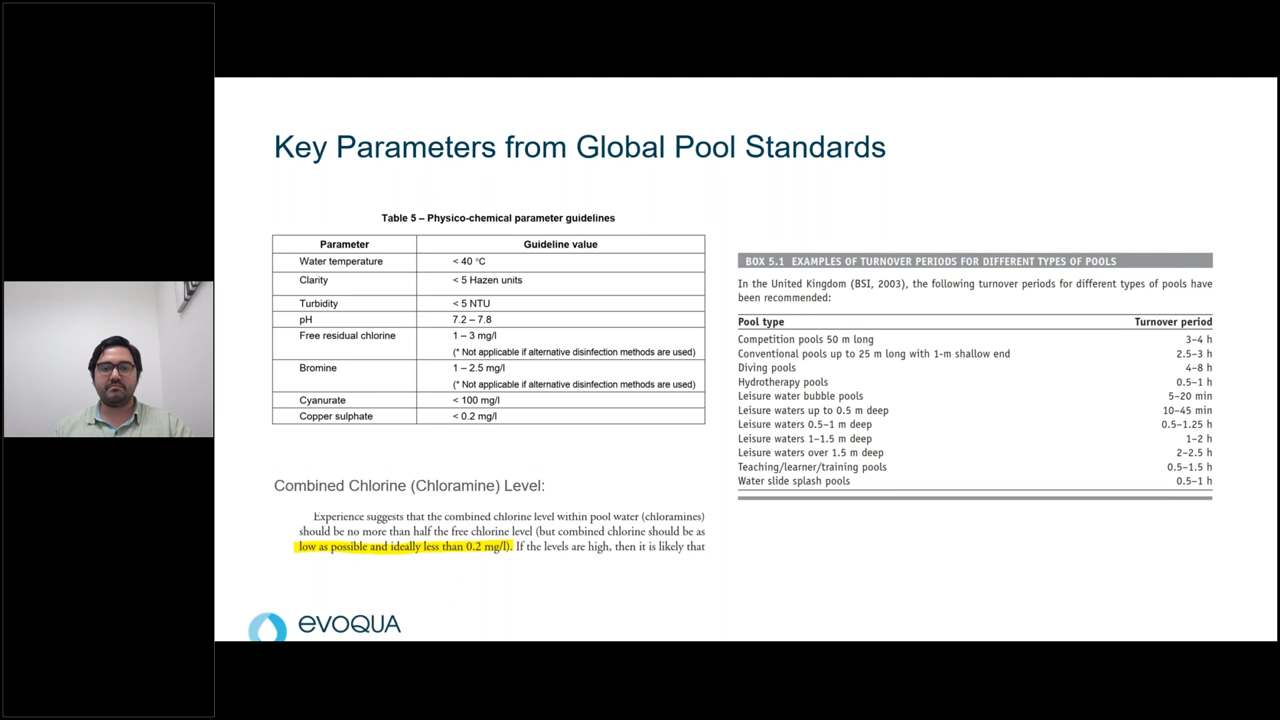 Key Parameters from Global Pool Standards
Table 5 – Physico-chemical parameter guidelines
Parameter Guideline value
Water temperature < 40 °C
Clarity < 5 Hazen units
Turbidity < 5 NTU
pH 7.2 – 7.8
Free residual chlorine 1 – 3 mg/l
(* Not applicable if alternative disinfection methods are used)
Bromine 1 – 2.5 mg/l
(* Not applicable if alternative disinfection methods are used)
Cyanurate < 100 mg/l
Copper sulphate < 0.2 mg/l
Combined Chlorine (Chloramine) Level:
Experience suggests that the combined chlorine level within pool water (chloramines)
should be no more than half the free chlorine level (but combined chlorine should be as
low as possible and ideally less than 0.2 mg/l). If the levels are high, then it is likely that
BOX 5.1 EXAMPLES OF TURNOVER PERIODS FOR DIFFERENT TYPES OF POOLS
In the United Kingdom (BSI, 2003), the following turnover periods for different types of pools have
been recommended:
Pool type Turnover period
Competition pools 50 m long 3–4 h
Conventional pools up to 25 m long with 1-m shallow end 2.5–3 h
Diving pools 4–8 h
Hydrotherapy pools 0.5–1 h
Leisure water bubble pools 5–20 min
Leisure waters up to 0.5 m deep 10–45 min
Leisure waters 0.5–1 m deep 0.5–1.25 h
Leisure waters 1–1.5 m deep 1–2 h
Leisure waters over 1.5 m deep 2–2.5 h
Teaching/learner/training pools 0.5–1.5 h
Water slide splash pools 0.5–1 h
evoqua